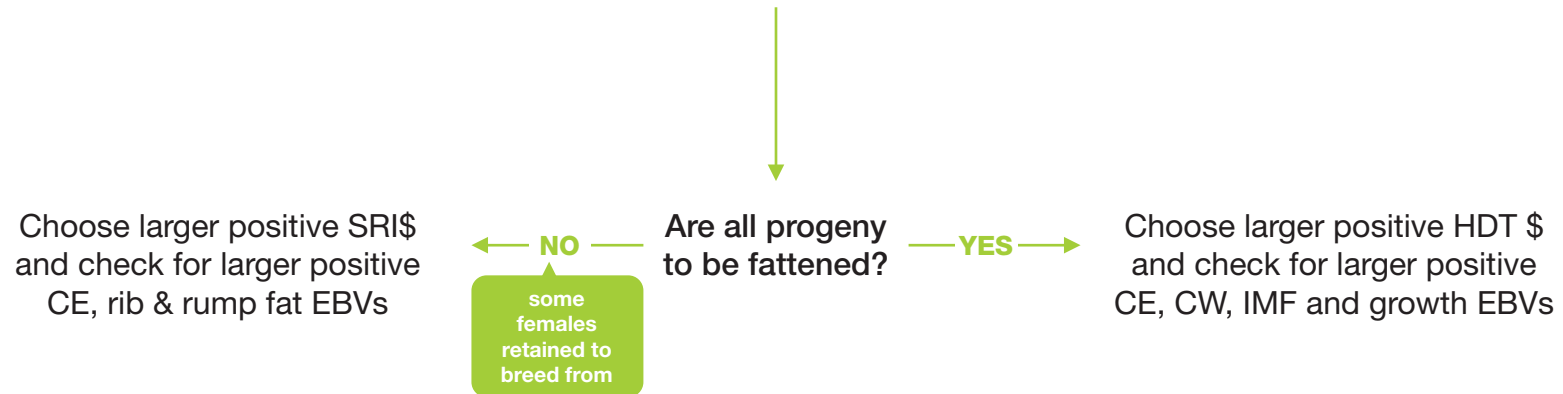 Choose larger positive SRI$
and check for larger positive
CE, rib & rump fat EBVs
NO
some
females
retained to
breed from
Are all progeny
to be fattened?
YES
Choose larger positive HDT $
and check for larger positive
CE, CW, IMF and growth EBVs